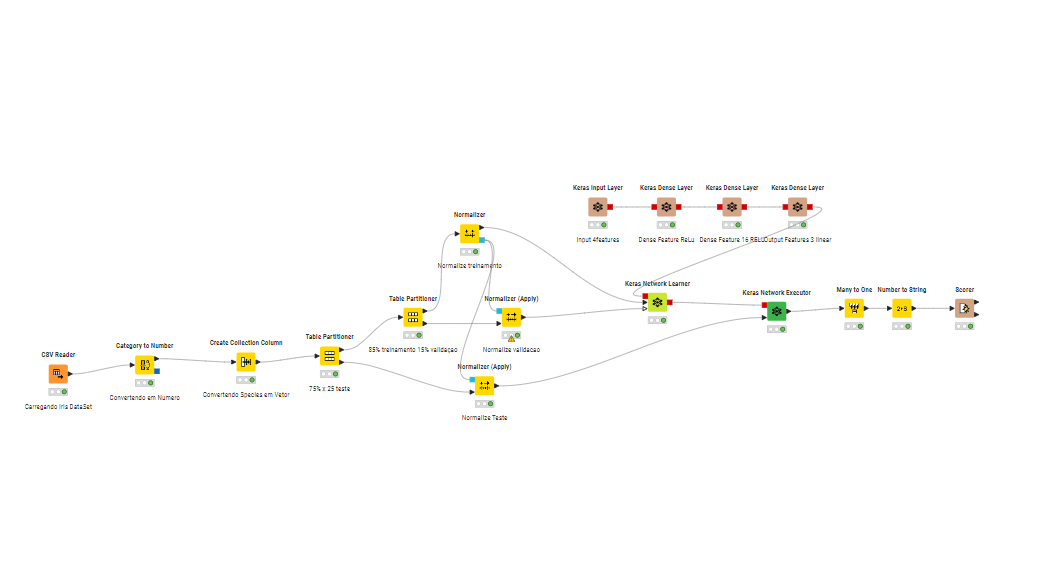 Keras Input Layer
Keras Dense Layer
Keras Dense Layer
Keras Dense Layer
Input 4features
Dense Feature ReLu
Dense Feature 16 RELU
Output Features 3 linear
Normalizer
Normalize treinamento
Keras Network Learner
Keras Network Executor
Many to One
Number to String
2→S
Scorer
Table Partitioner
85% treinamento 15% validaçao
Normalizer (Apply)
Normalize validacao
Table Partitioner
75% x 25 teste
Normalizer (Apply)
Normalize Teste
CSV Reader
Carregando Iris DataSet
Category to Number
Convertendo em Numero
Create Collection Column
Convertendo Species em Vetor